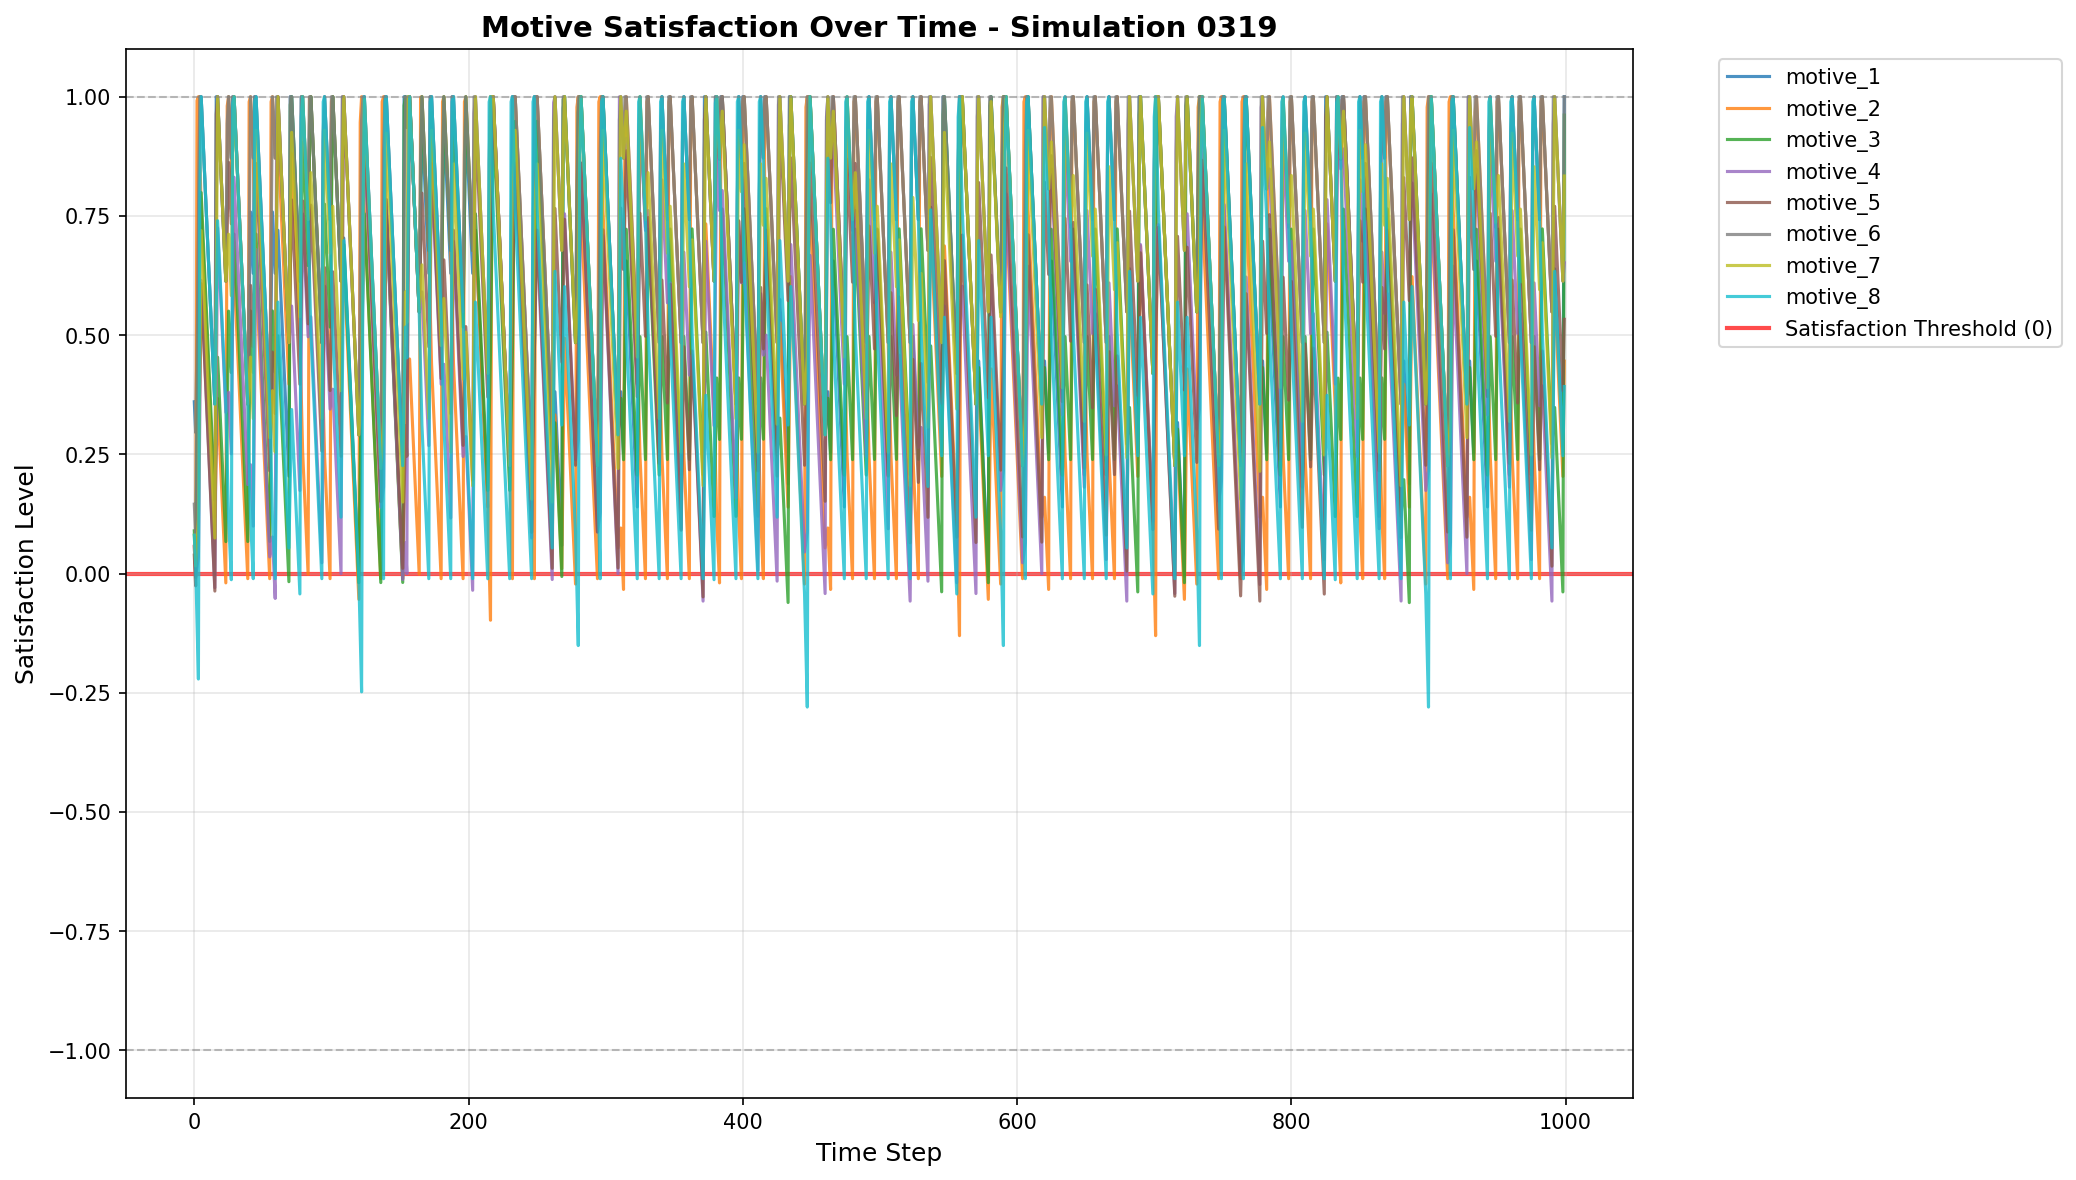 Motive Satisfaction Over Time - Simulation 0319
Satisfaction Level
1.00
0.75
0.50
0.25
0.00
−0.25
−0.50
−0.75
−1.00
0
200
400
600
800
1000
Time Step
motive_1
motive_2
motive_3
motive_4
motive_5
motive_6
motive_7
motive_8
Satisfaction Threshold (0)